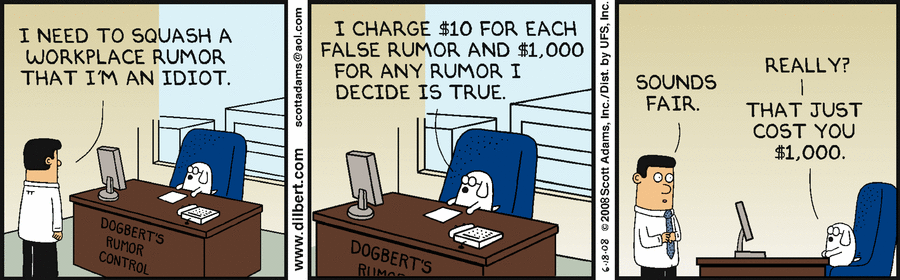 I NEED TO SQUASH A
WORKPLACE RUMOR
THAT I'M AN IDIOT.
DOGBERT'S
RUMOR
CONTROL
www.dilbert.com scottadams@aol.com
I CHARGE $10 FOR EACH
FALSE RUMOR AND $1,000
FOR ANY RUMOR I
DECIDE IS TRUE.
DOGBERT'S
RUMO
6-18-08 © 2008 Scott Adams, Inc./Dist. by UFS, Inc.
SOUNDS
FAIR.
REALLY?
THAT JUST
COST YOU
$1,000.